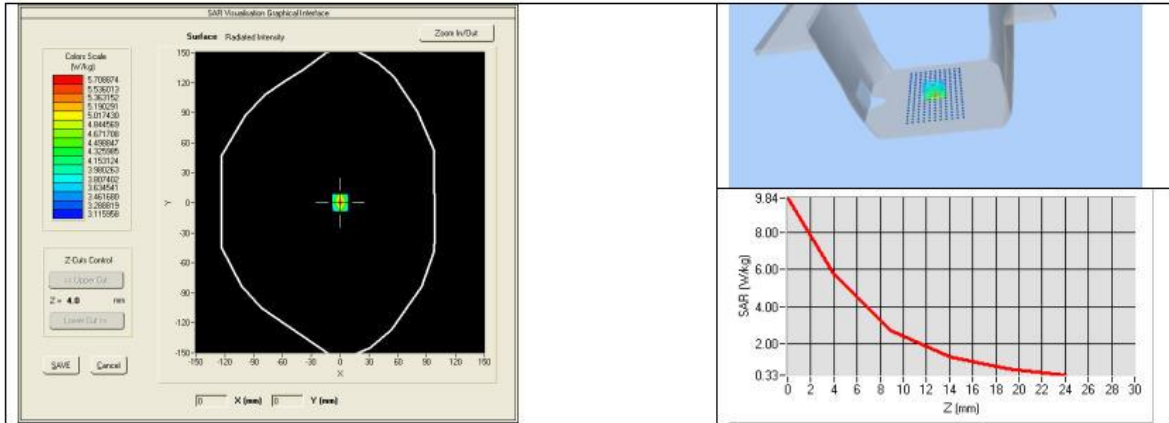 SAR Visualisation Graphical Interface
Surface Radiated Intensity
Zoom In/Out
Colors Scale
(W/kg)
5.708874
5.536013
5.363152
5.190291
5.017430
4.844569
4.671708
4.498847
4.325985
4.153124
3.980263
3.807402
3.634541
3.461680
3.288819
3.115958
Z-Cuts Control
<< Upper Cut
Z = 4.0 mm
Lower Cut >>
SAVE Cancel
150
120
90
60
30
0
-30
-60
-90
-120
-150
Y
-150 -120 -90 -60 -30 0 30 60 90 120 150
X
0 X (mm) 0 Y (mm)
9.84
8.00
6.00
4.00
2.00
0.33
SAR (W/kg)
0 2 4 6 8 10 12 14 16 18 20 22 24 26 28 30
Z (mm)